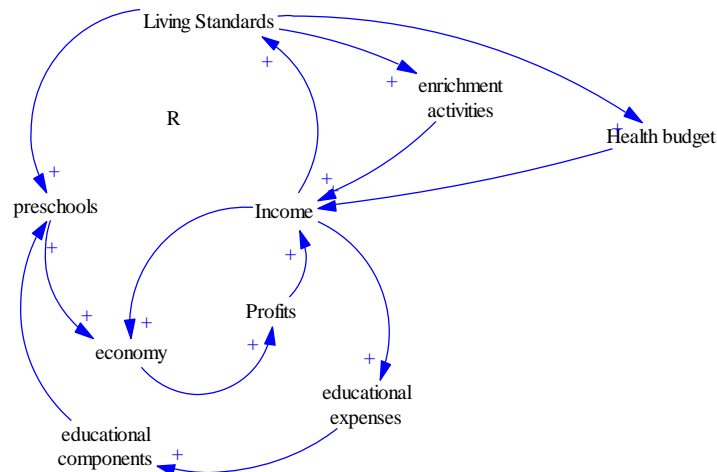 Living Standards
+
+
enrichment
activities
R
+
Health budget
+
preschools
+
+
Income
+
+
+
Profits
+
+
economy
+
+
educational
expenses
educational
components
+